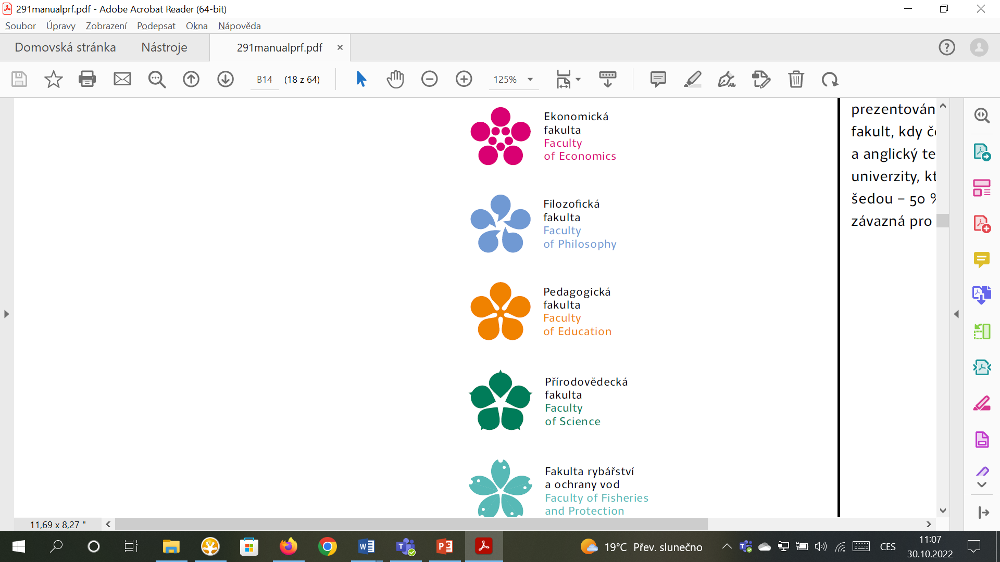 291manualprf.pdf - Adobe Acrobat Reader (64-bit)
Soubor Úpravy Zobrazení Podepsat Okna Nápověda
Domovská stránka Nástroje 291manualprf.pdf ×
B14 (18 z 64) 125%
Ekonomická
fakulta
Faculty
of Economics
Filozofická
fakulta
Faculty
of Philosophy
Pedagogická
fakulta
Faculty
of Education
Přírodovědecká
fakulta
Faculty
of Science
Fakulta rybářství
a ochrany vod
Faculty of Fisheries
and Protection
prezentován
fakult, kdy č
a anglický te
univerzity, kt
šedou – 50 %
závazná pro
11,69 x 8,27 "
19°C Přev. slunečno
CES
11:07
30.10.2022